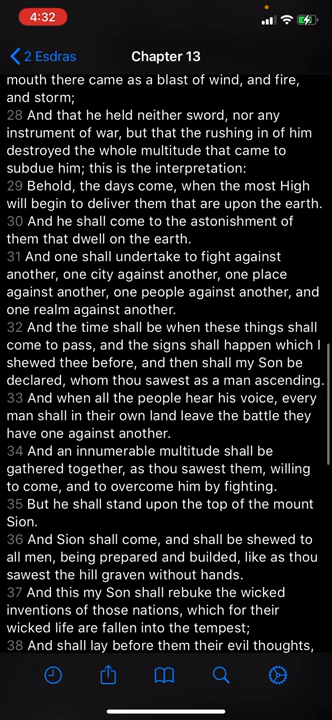 4:32
2 Esdras
Chapter 13
mouth there came as a blast of wind, and fire,
and storm;
28 And that he held neither sword, nor any
instrument of war, but that the rushing in of him
destroyed the whole multitude that came to
subdue him; this is the interpretation:
29 Behold, the days come, when the most High
will begin to deliver them that are upon the earth.
30 And he shall come to the astonishment of
them that dwell on the earth.
31 And one shall undertake to fight against
another, one city against another, one place
against another, one people against another, and
one realm against another.
32 And the time shall be when these things shall
come to pass, and the signs shall happen which I
shewed thee before, and then shall my Son be
declared, whom thou sawest as a man ascending.
33 And when all the people hear his voice, every
man shall in their own land leave the battle they
have one against another.
34 And an innumerable multitude shall be
gathered together, as thou sawest them, willing
to come, and to overcome him by fighting.
35 But he shall stand upon the top of the mount
Sion.
36 And Sion shall come, and shall be shewed to
all men, being prepared and builded, like as thou
sawest the hill graven without hands.
37 And this my Son shall rebuke the wicked
inventions of those nations, which for their
wicked life are fallen into the tempest;
38 And shall lay before them their evil thoughts,